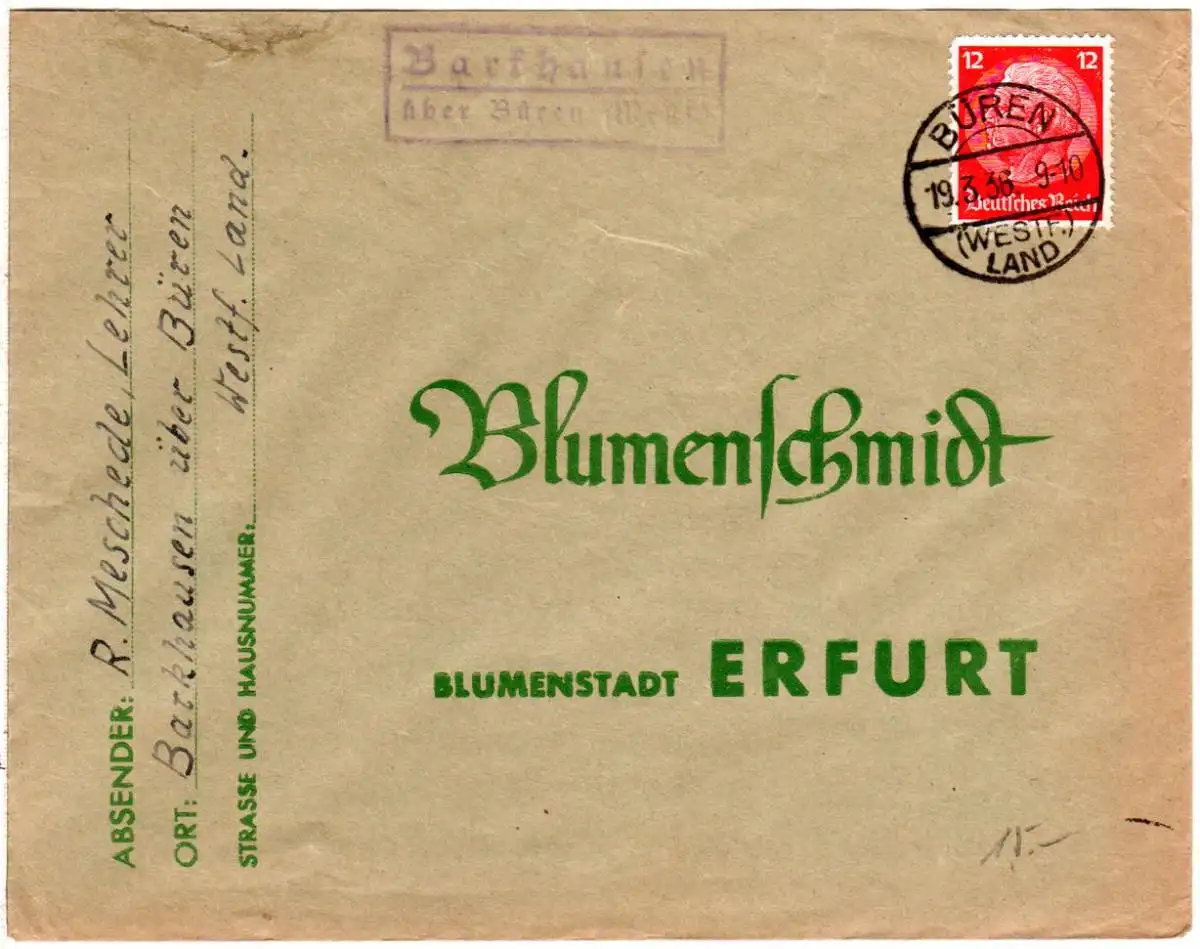 Barkhausen
über Büren (Westf.)
12 12
Deutsches Reich
BÜREN
19.3.36. 9-10
(WESTF.)
LAND
ABSENDER: R. Meschede, Lehrer
ORT: Barkhausen über Büren
STRASSE UND HAUSNUMMER: Westf. Land.
Blumenschmidt
BLUMENSTADT ERFURT
15.-